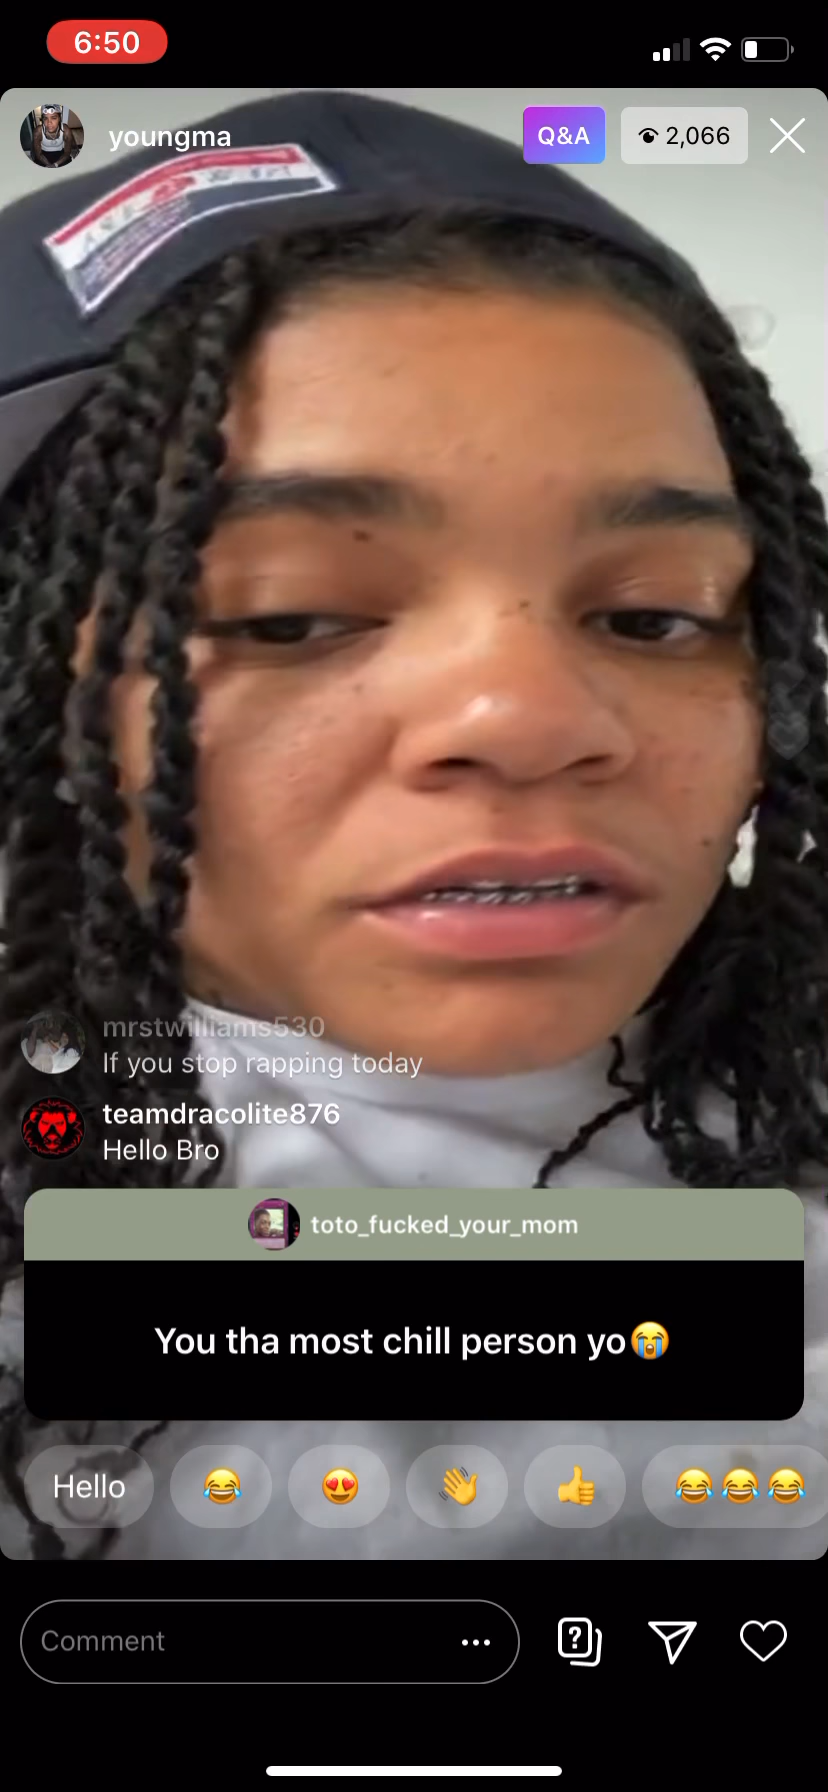 6:50
youngma
Q&A
2,066
mrstwilliams530
If you stop rapping today
teamdracolite876
Hello Bro
toto_fucked_your_mom
You tha most chill person yo😭
Hello
Comment